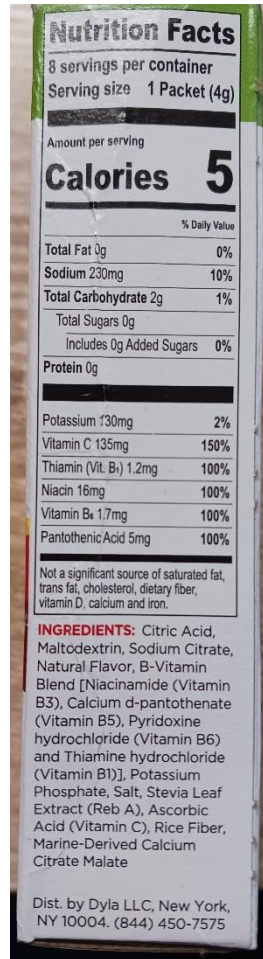 Nutrition Facts
8 servings per container
Serving size 1 Packet (4g)
Amount per serving
Calories 5
% Daily Value
Total Fat 0g 0%
Sodium 230mg 10%
Total Carbohydrate 2g 1%
Total Sugars 0g
Includes 0g Added Sugars 0%
Protein 0g
Potassium 130mg 2%
Vitamin C 135mg 150%
Thiamin (Vit. B₁) 1.2mg 100%
Niacin 16mg 100%
Vitamin B₆ 1.7mg 100%
Pantothenic Acid 5mg 100%
Not a significant source of saturated fat,
trans fat, cholesterol, dietary fiber,
vitamin D, calcium and iron.
INGREDIENTS: Citric Acid,
Maltodextrin, Sodium Citrate,
Natural Flavor, B-Vitamin
Blend [Niacinamide (Vitamin
B3), Calcium d-pantothenate
(Vitamin B5), Pyridoxine
hydrochloride (Vitamin B6)
and Thiamine hydrochloride
(Vitamin B1)], Potassium
Phosphate, Salt, Stevia Leaf
Extract (Reb A), Ascorbic
Acid (Vitamin C), Rice Fiber,
Marine-Derived Calcium
Citrate Malate
Dist. by Dyla LLC, New York,
NY 10004. (844) 450-7575